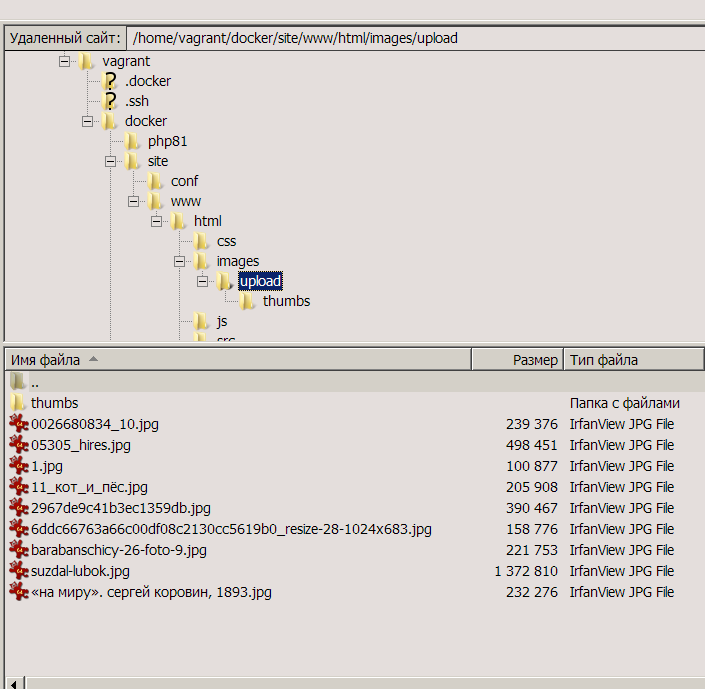 Удаленный сайт: /home/vagrant/docker/site/www/html/images/upload
vagrant
.docker
.ssh
docker
php81
site
conf
www
html
css
images
upload
thumbs
js
src
Имя файла Размер Тип файла
..
thumbs Папка с файлами
0026680834_10.jpg 239 376 IrfanView JPG File
05305_hires.jpg 498 451 IrfanView JPG File
1.jpg 100 877 IrfanView JPG File
11_кот_и_пёс.jpg 205 908 IrfanView JPG File
2967de9c41b3ec1359db.jpg 390 467 IrfanView JPG File
6ddc66763a66c00df08c2130cc5619b0_resize-28-1024x683.jpg 158 776 IrfanView JPG File
barabanschicy-26-foto-9.jpg 221 753 IrfanView JPG File
suzdal-lubok.jpg 1 372 810 IrfanView JPG File
«на миру». сергей коровин, 1893.jpg 232 276 IrfanView JPG File